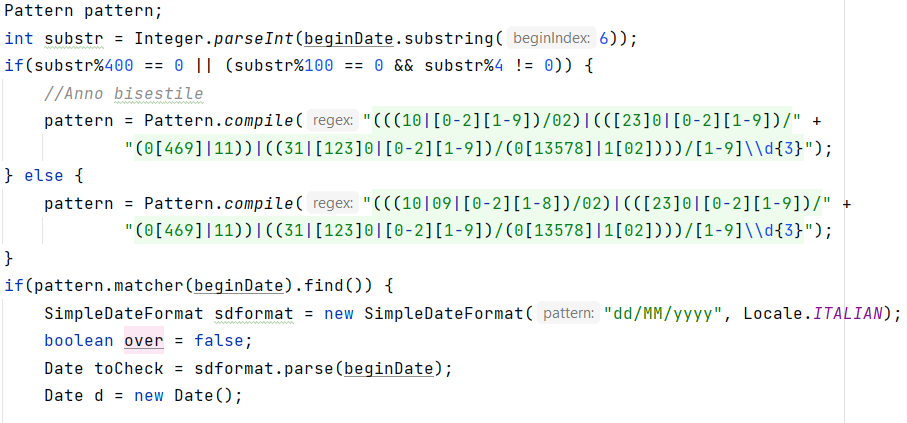 Pattern pattern;
int substr = Integer.parseInt(beginDate.substring( beginIndex: 6));
if(substr%400 == 0 || (substr%100 == 0 && substr%4 != 0)) {
//Anno bisestile
pattern = Pattern.compile( regex: "(((10|[0-2][1-9])/02)|(([23]0|[0-2][1-9])/" +
"(0[469]|11))|((31|[123]0|[0-2][1-9])/(0[13578]|1[02])))/[1-9]\\d{3}");
} else {
pattern = Pattern.compile( regex: "(((10|09|[0-2][1-8])/02)|(([23]0|[0-2][1-9])/" +
"(0[469]|11))|((31|[123]0|[0-2][1-9])/(0[13578]|1[02])))/[1-9]\\d{3}");
}
if(pattern.matcher(beginDate).find()) {
SimpleDateFormat sdformat = new SimpleDateFormat( pattern: "dd/MM/yyyy", Locale.ITALIAN);
boolean over = false;
Date toCheck = sdformat.parse(beginDate);
Date d = new Date();